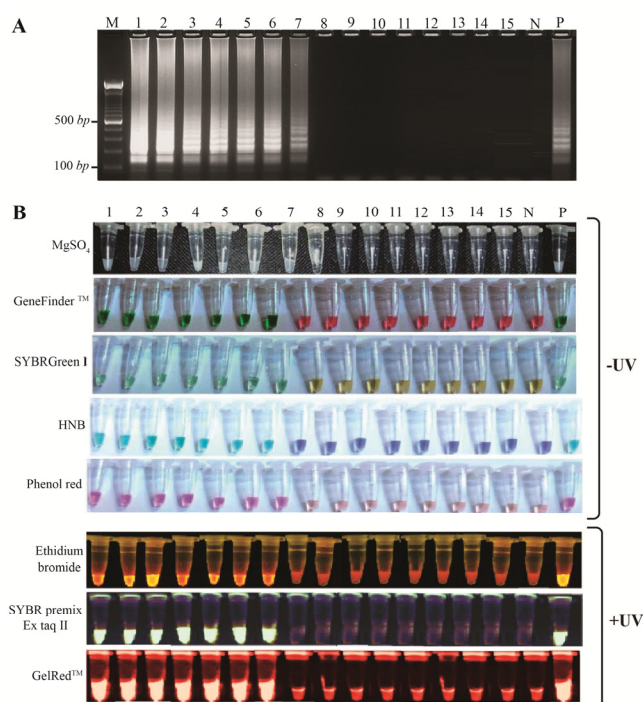 A
M 1 2 3 4 5 6 7 8 9 10 11 12 13 14 15 N P
500 bp
100 bp
B
1 2 3 4 5 6 7 8 9 10 11 12 13 14 15 N P
MgSO4
GeneFinder ™
SYBRGreen I
HNB
Phenol red
-UV
Ethidium
bromide
SYBR premix
Ex taq II
GelRed™
+UV